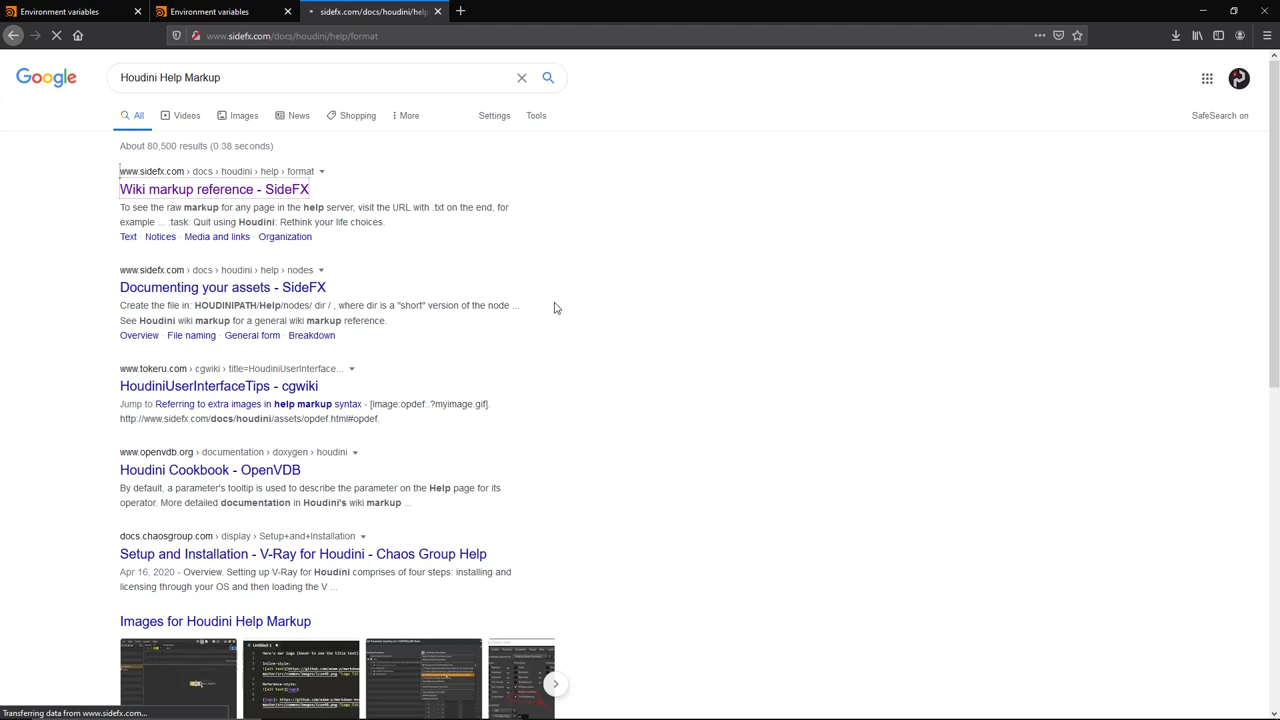 Environment variables
Environment variables
sidefx.com/docs/houdini/hel
www.sidefx.com/docs/houdini/help/format
Google
Houdini Help Markup
All
Videos
Images
News
Shopping
More
Settings
Tools
SafeSearch on
About 80,500 results (0.38 seconds)
www.sidefx.com › docs › houdini › help › format
Wiki markup reference - SideFX
To see the raw markup for any page in the help server, visit the URL with .txt on the end, for
example ... :task: Quit using Houdini: Rethink your life choices.
Text · Notices · Media and links · Organization
www.sidefx.com › docs › houdini › help › nodes
Documenting your assets - SideFX
Create the file in: HOUDINIPATH/Help/nodes/ dir / , where dir is a "short" version of the node ...
See Houdini wiki markup for a general wiki markup reference.
Overview · File naming · General form · Breakdown
www.tokeru.com › cgwiki › title=HoudiniUserInterface...
HoudiniUserInterfaceTips - cgwiki
Jump to Referring to extra images in help markup syntax - [Image:opdef:.?myimage.gif].
http://www.sidefx.com/docs/houdini/assets/opdef.html#opdef.
www.openvdb.org › documentation › doxygen › houdini
Houdini Cookbook - OpenVDB
By default, a parameter's tooltip is used to describe the parameter on the Help page for its
operator. More detailed documentation in Houdini's wiki markup ...
docs.chaosgroup.com › display › Setup+and+Installation
Setup and Installation - V-Ray for Houdini - Chaos Group Help
Apr 16, 2020 - Overview. Setting up V-Ray for Houdini comprises of four steps: installing and
licensing through your OS and then loading the V ...
Images for Houdini Help Markup
Transferring data from www.sidefx.com...